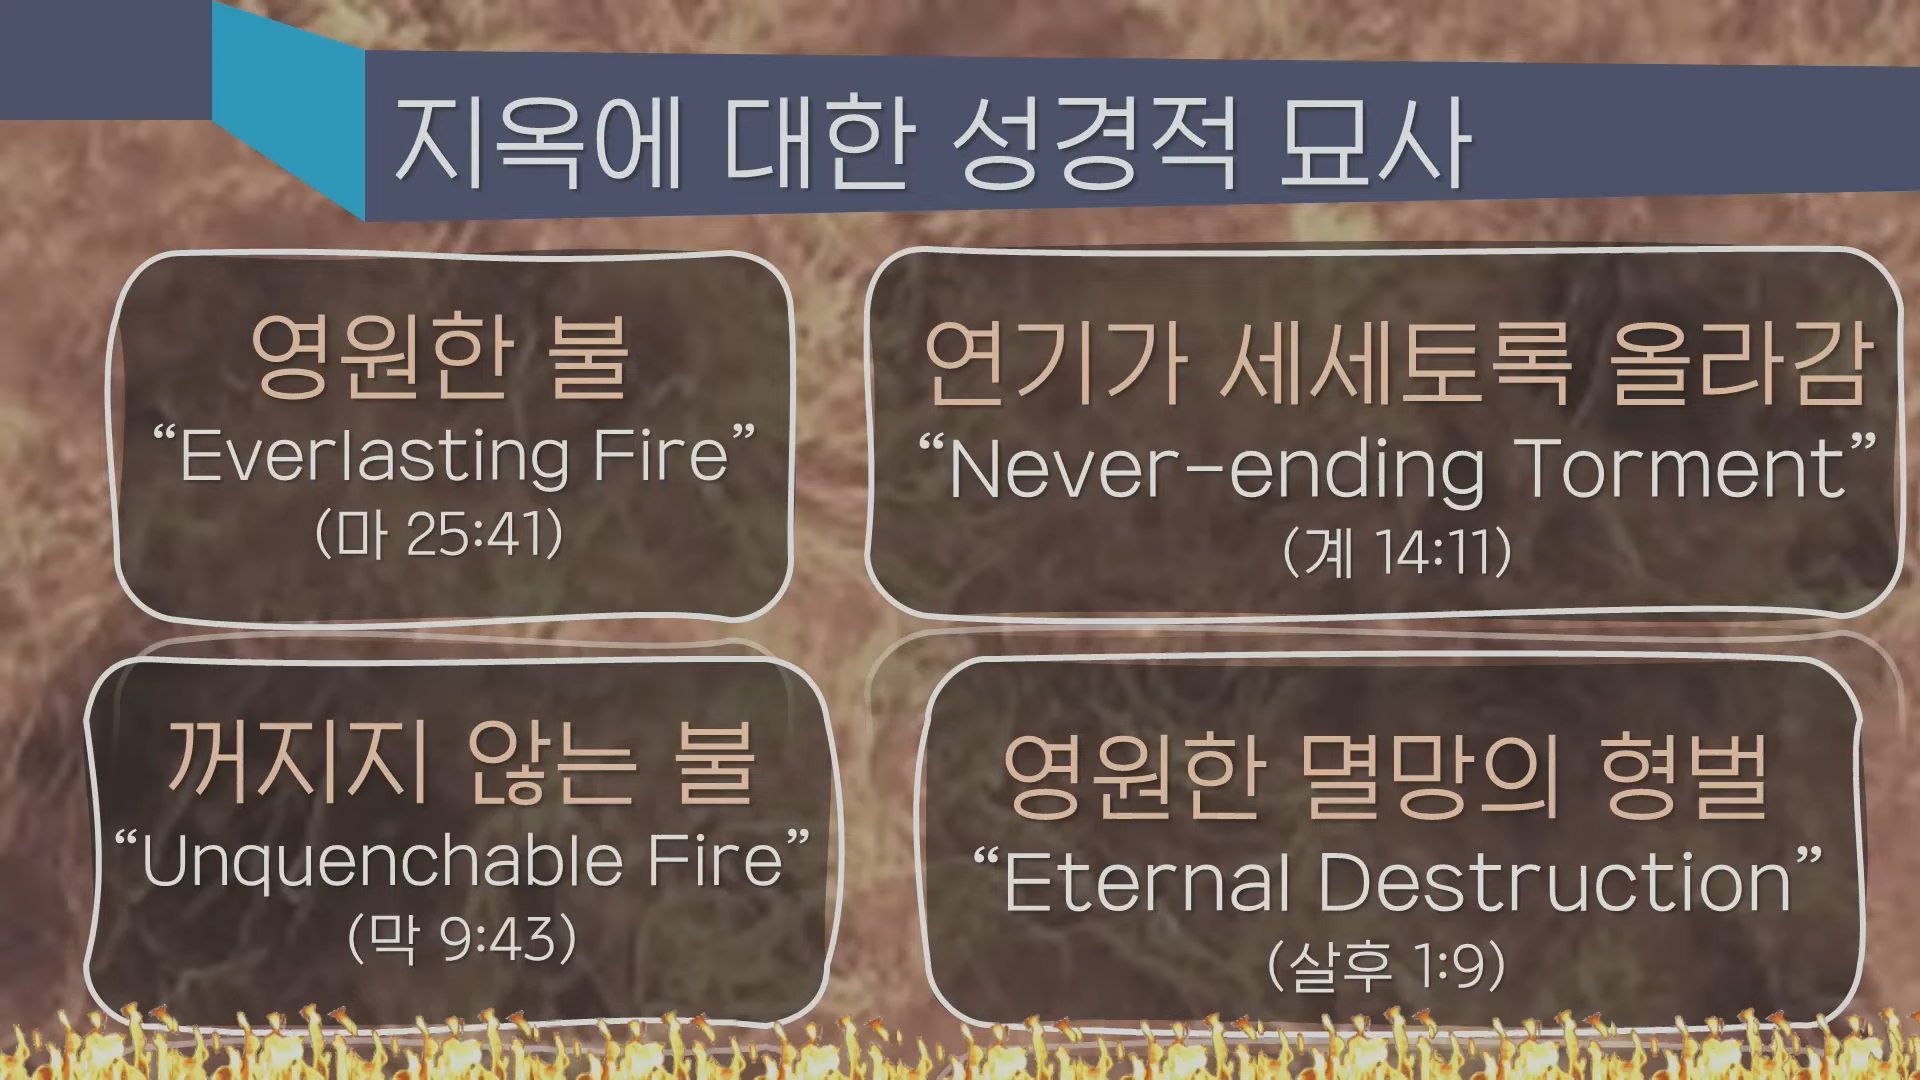 지옥에 대한 성경적 묘사
영원한 불
“Everlasting Fire”
(마 25:41)
연기가 세세토록 올라감
“Never-ending Torment”
(계 14:11)
꺼지지 않는 불
“Unquenchable Fire”
(막 9:43)
영원한 멸망의 형벌
“Eternal Destruction”
(살후 1:9)